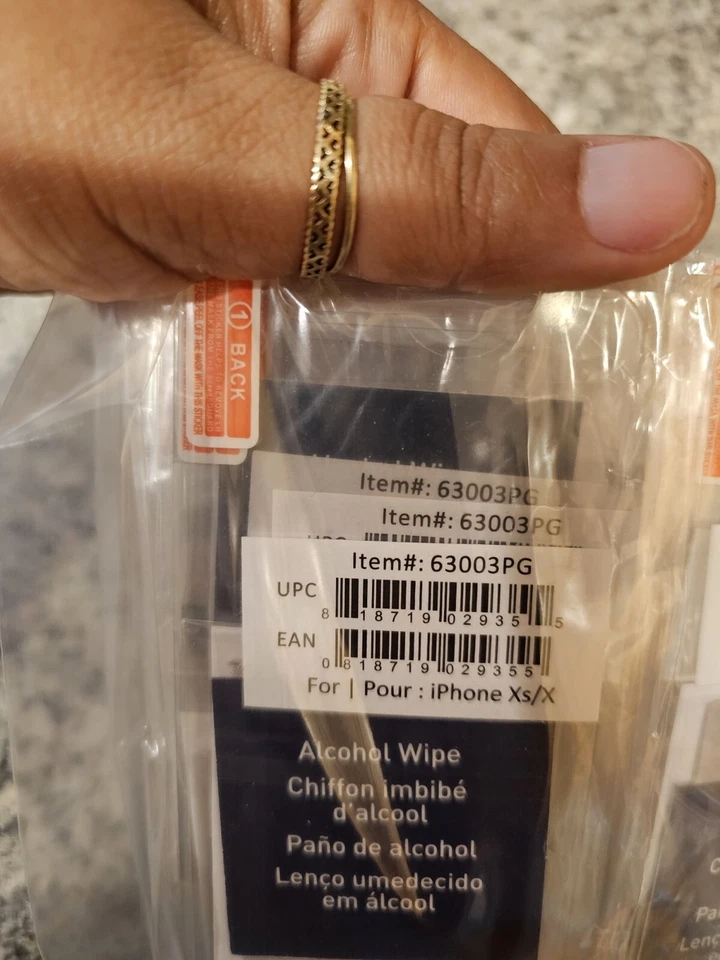 1 BACK
Item#: 63003PG
Item#: 63003PG
Item#: 63003PG
UPC
8 18719 02935 5
EAN
0 818719 029355
For | Pour : iPhone Xs/X
Alcohol Wipe
Chiffon imbibé
d'alcool
Paño de alcohol
Lenço umedecido
em álcool